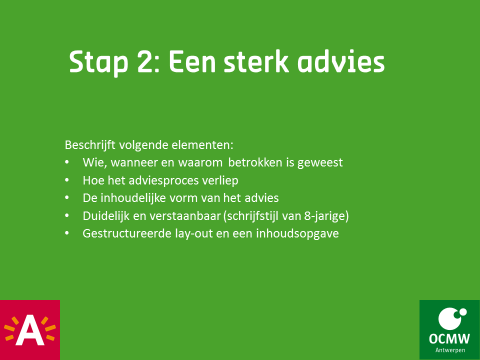 Stap 2: Een sterk advies
Beschrijft volgende elementen:
• Wie, wanneer en waarom betrokken is geweest
• Hoe het adviesproces verliep
• De inhoudelijke vorm van het advies
• Duidelijk en verstaanbaar (schrijfstijl van 8-jarige)
• Gestructureerde lay-out en een inhoudsopgave
A
OCMW
Antwerpen